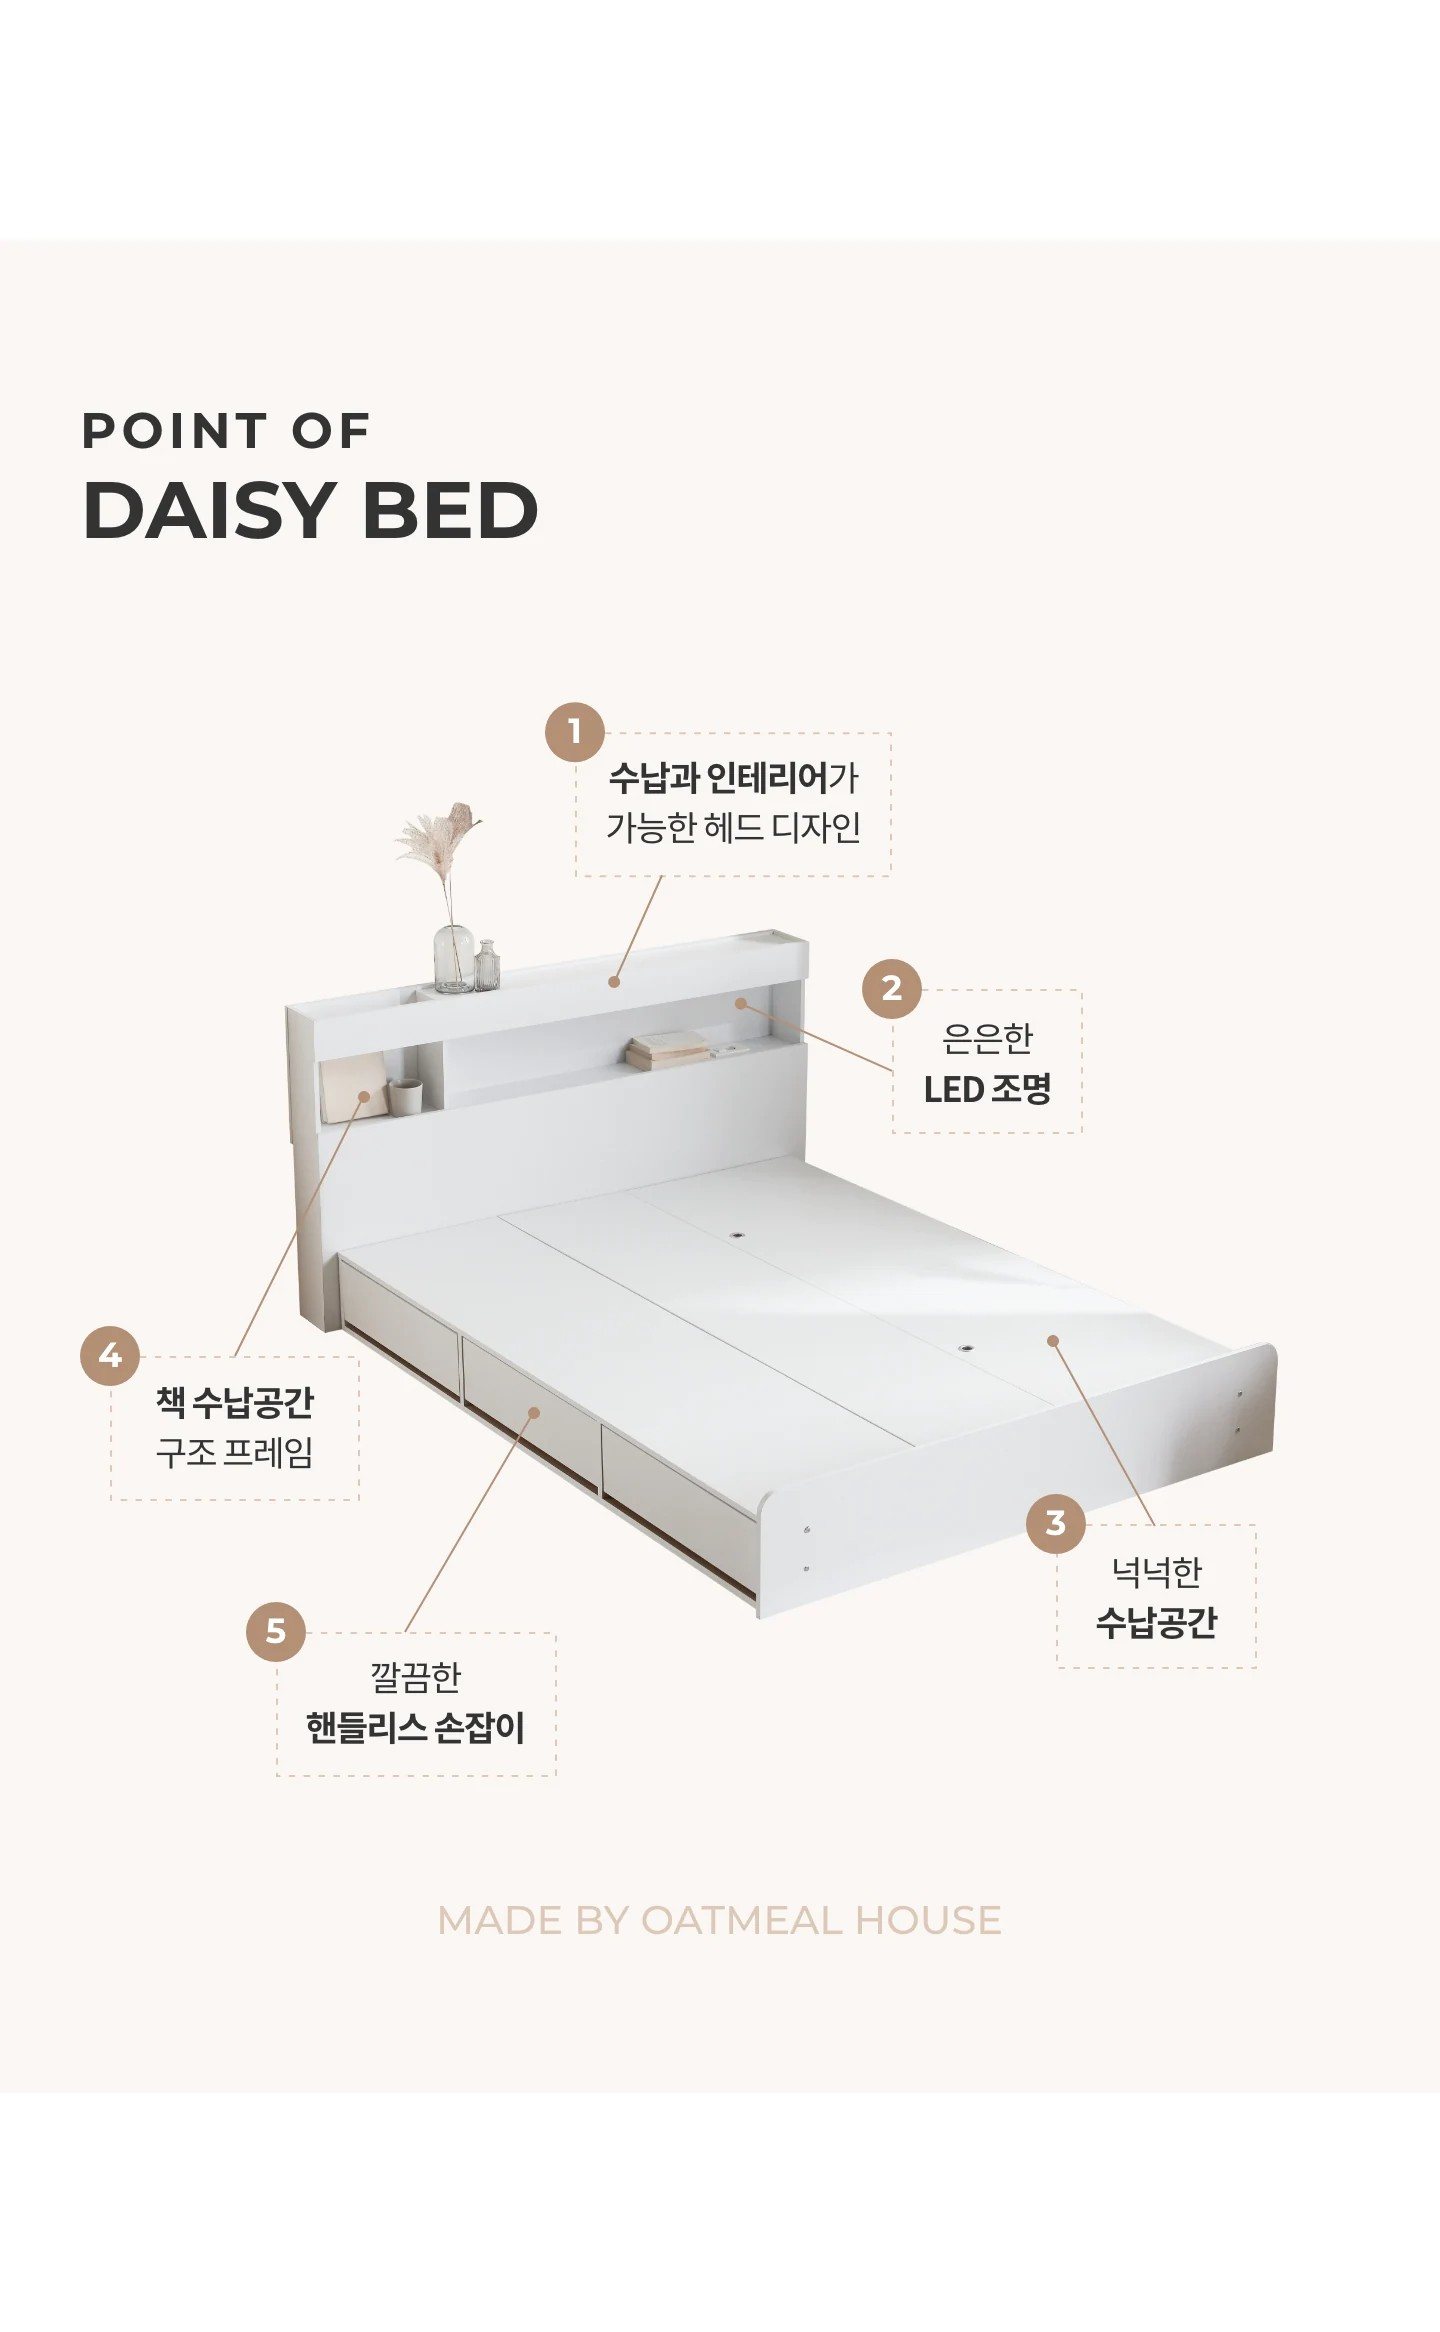 POINT OF
DAISY BED
1
수납과 인테리어가
가능한 헤드 디자인
2
은은한
LED 조명
4
책 수납공간
구조 프레임
3
넉넉한
수납공간
5
깔끔한
핸들리스 손잡이
MADE BY OATMEAL HOUSE